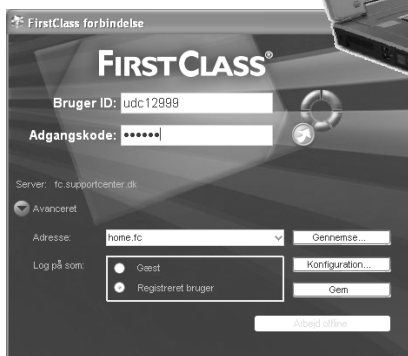 FirstClass forbindelse
FIRSTCLASS®
Bruger ID: udc12999
Adgangskode: ••••••
Server: fc.supportcenter.dk
Avanceret
Adresse: home.fc Gennemse...
Log på som: Gæst Konfiguration...
Registreret bruger Gem
Arbejd offline